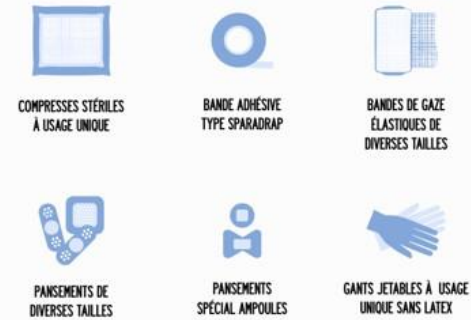 COMPRESSES STÉRILES
À USAGE UNIQUE
BANDE ADHÉSIVE
TYPE SPARADRAP
BANDES DE GAZE
ÉLASTIQUES DE
DIVERSES TAILLES
PANSEMENTS DE
DIVERSES TAILLES
PANSEMENTS
SPÉCIAL AMPOULES
GANTS JETABLES À USAGE
UNIQUE SANS LATEX